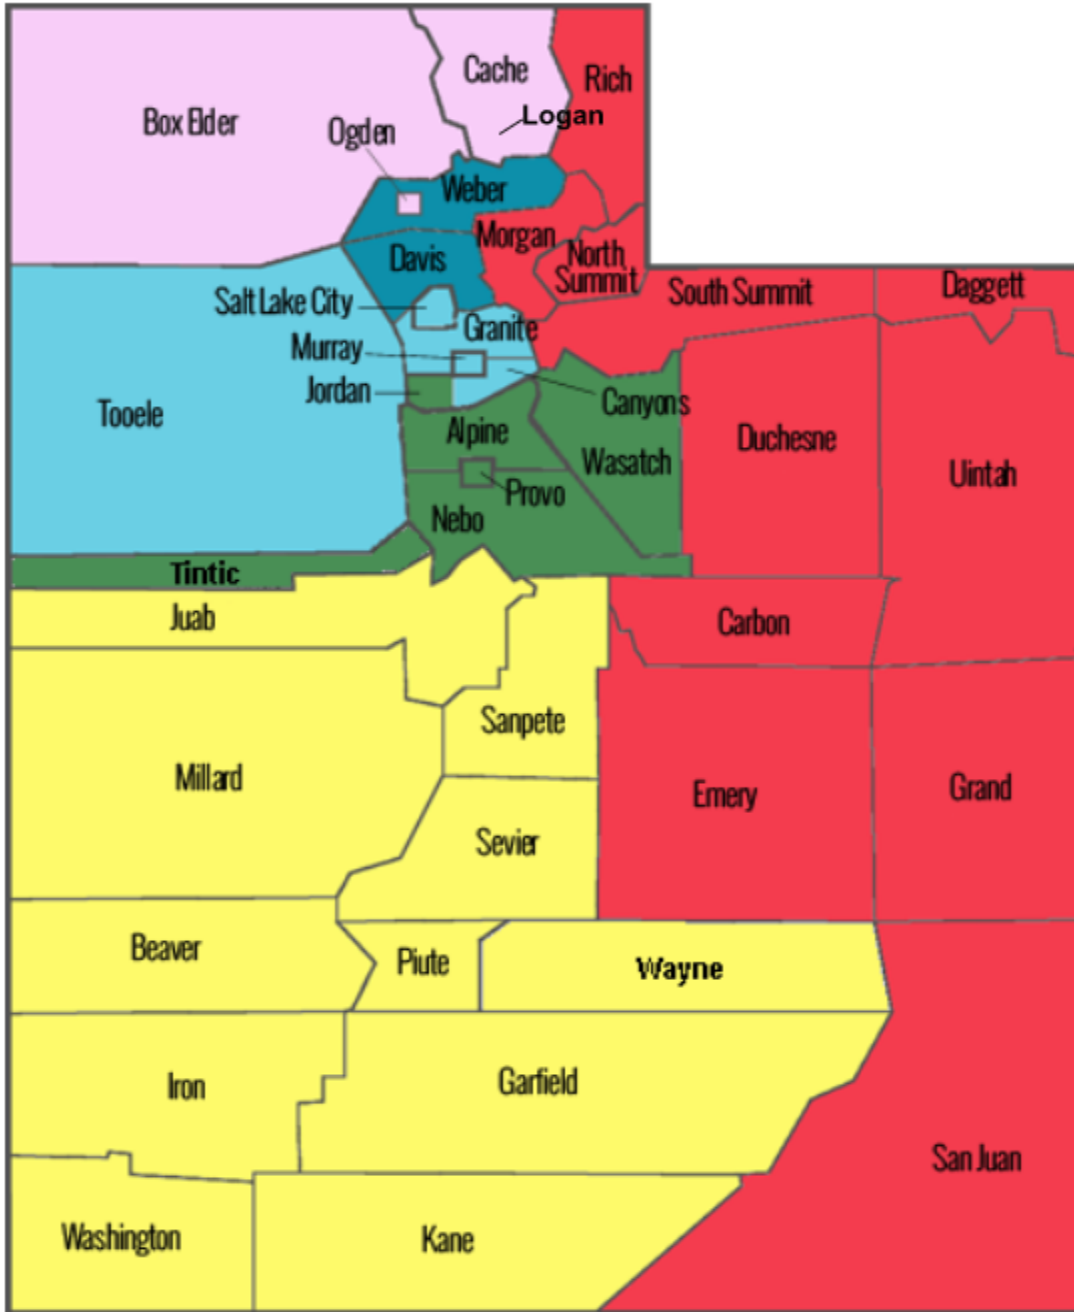 Cache
Rich
Logan
Box Elder
Ogden
Weber
Morgan
Davis
North
Summit
South Summit
Daggett
Salt Lake City
Granite
Murray
Jordan
Canyons
Tooele
Alpine
Duchesne
Wasatch
Uintah
Provo
Nebo
Tintic
Juab
Carbon
Sanpete
Millard
Emery
Grand
Sevier
Beaver
Piute
Wayne
Iron
Garfield
San Juan
Washington
Kane